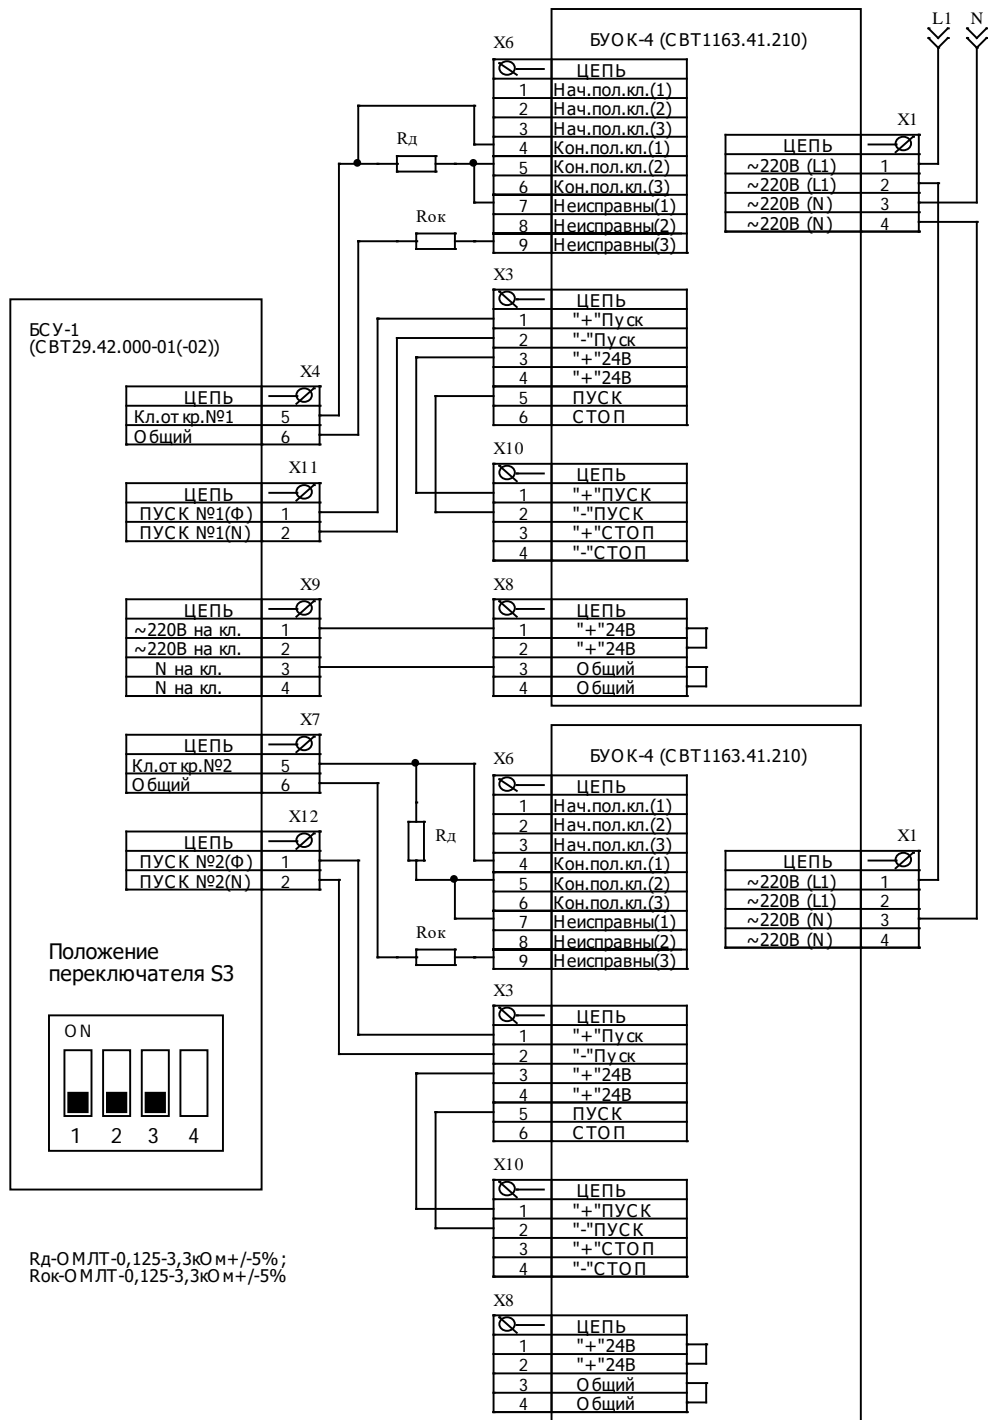 L1 N
БУОК-4 (СВТ1163.41.210)
X6
ЦЕПЬ
1 Нач.пол.кл.(1)
2 Нач.пол.кл.(2)
3 Нач.пол.кл.(3)
4 Кон.пол.кл.(1)
5 Кон.пол.кл.(2)
6 Кон.пол.кл.(3)
7 Неисправны(1)
8 Неисправны(2)
9 Неисправны(3)
Rд
Rок
X1
ЦЕПЬ
~220В (L1) 1
~220В (L1) 2
~220В (N) 3
~220В (N) 4
X3
ЦЕПЬ
1 "+"Пуск
2 "-"Пуск
3 "+"24В
4 "+"24В
5 ПУСК
6 СТОП
БСУ-1
(СВТ29.42.000-01(-02))
X4
ЦЕПЬ
Кл.откр.№1 5
Общий 6
X10
ЦЕПЬ
1 "+"ПУСК
2 "-"ПУСК
3 "+"СТОП
4 "-"СТОП
X11
ЦЕПЬ
ПУСК №1(Ф) 1
ПУСК №1(N) 2
X9
ЦЕПЬ
~220В на кл. 1
~220В на кл. 2
N на кл. 3
N на кл. 4
X8
ЦЕПЬ
1 "+"24В
2 "+"24В
3 Общий
4 Общий
X7
ЦЕПЬ
Кл.откр.№2 5
Общий 6
БУОК-4 (СВТ1163.41.210)
X6
ЦЕПЬ
1 Нач.пол.кл.(1)
2 Нач.пол.кл.(2)
3 Нач.пол.кл.(3)
4 Кон.пол.кл.(1)
5 Кон.пол.кл.(2)
6 Кон.пол.кл.(3)
7 Неисправны(1)
8 Неисправны(2)
9 Неисправны(3)
Rд
Rок
X1
ЦЕПЬ
~220В (L1) 1
~220В (L1) 2
~220В (N) 3
~220В (N) 4
X12
ЦЕПЬ
ПУСК №2(Ф) 1
ПУСК №2(N) 2
Положение
переключателя S3
ON
1 2 3 4
X3
ЦЕПЬ
1 "+"Пуск
2 "-"Пуск
3 "+"24В
4 "+"24В
5 ПУСК
6 СТОП
X10
ЦЕПЬ
1 "+"ПУСК
2 "-"ПУСК
3 "+"СТОП
4 "-"СТОП
Rд-ОМЛТ-0,125-3,3кОм+/-5%;
Rок-ОМЛТ-0,125-3,3кОм+/-5%
X8
ЦЕПЬ
1 "+"24В
2 "+"24В
3 Общий
4 Общий